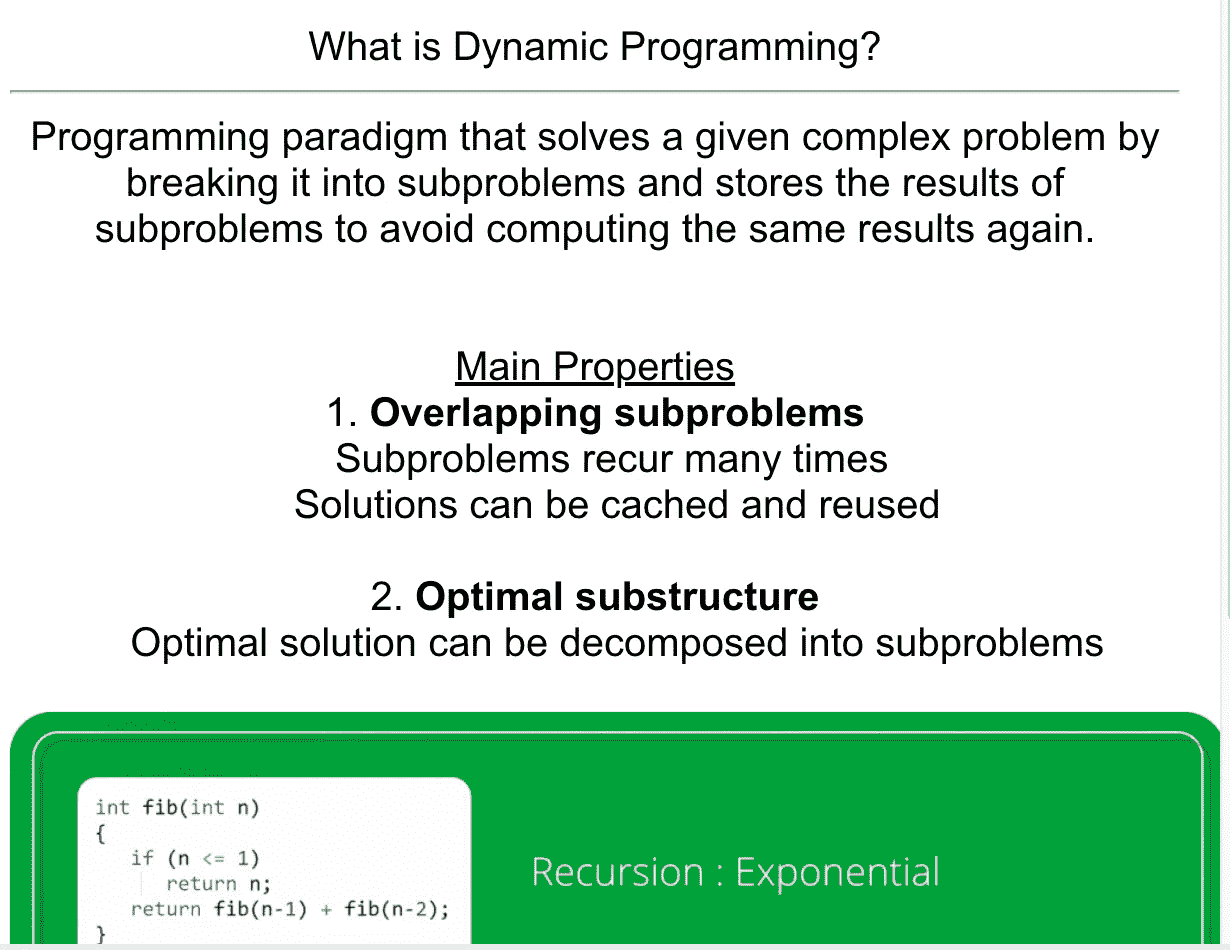 What is Dynamic Programming?
Programming paradigm that solves a given complex problem by
breaking it into subproblems and stores the results of
subproblems to avoid computing the same results again.
Main Properties
1. Overlapping subproblems
Subproblems recur many times
Solutions can be cached and reused
2. Optimal substructure
Optimal solution can be decomposed into subproblems
int fib(int n)
{
if (n <= 1)
return n;
return fib(n-1) + fib(n-2);
}
Recursion : Exponential